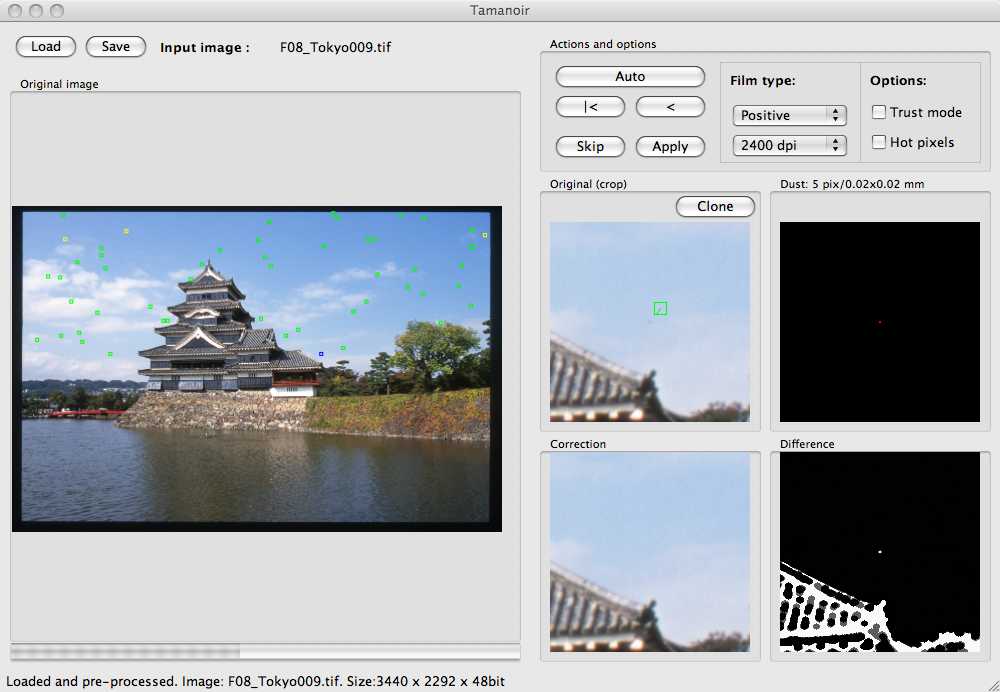 Tamanoir
Load
Save
Input image :
F08_Tokyo009.tif
Original image
Actions and options
Auto
|<
<
Skip
Apply
Film type:
Positive
2400 dpi
Options:
Trust mode
Hot pixels
Original (crop)
Clone
Dust: 5 pix/0.02x0.02 mm
Correction
Difference
Loaded and pre-processed. Image: F08_Tokyo009.tif. Size:3440 x 2292 x 48bit